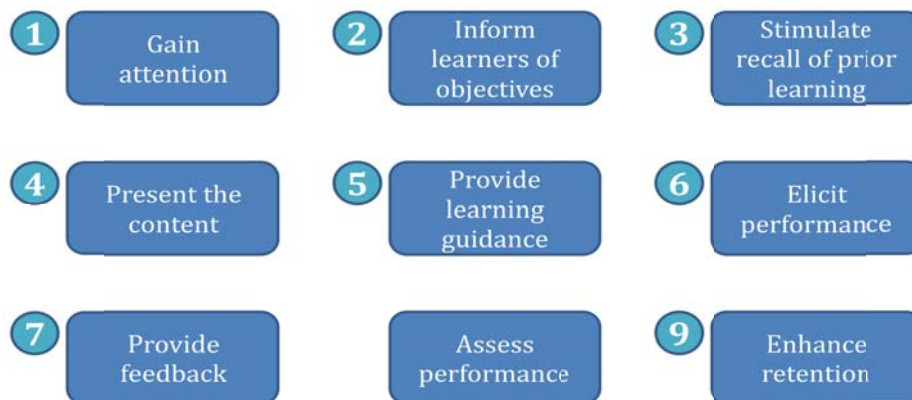 1
Gain
attention
2
Inform
learners of
objectives
3
Stimulate
recall of prior
learning
4
Present the
content
5
Provide
learning
guidance
6
Elicit
performance
7
Provide
feedback
Assess
performance
9
Enhance
retention